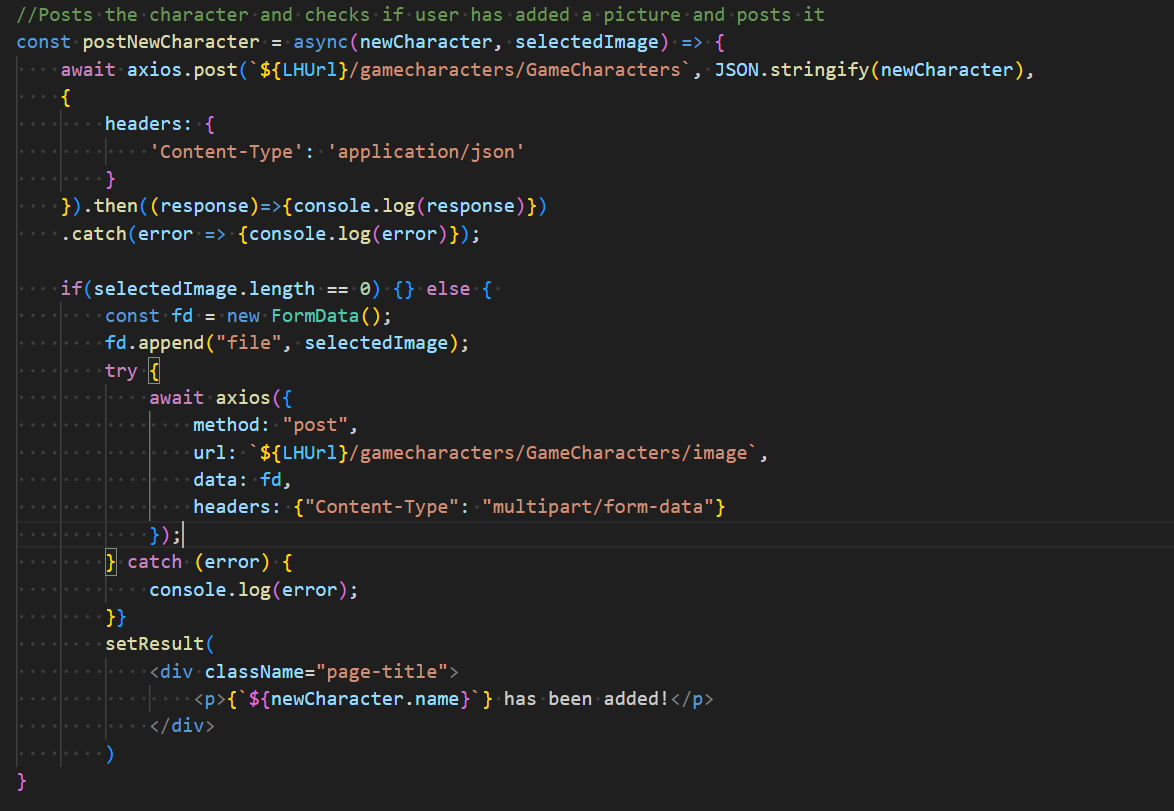 //Posts the character and checks if user has added a picture and posts it
const postNewCharacter = async(newCharacter, selectedImage) => {
    await axios.post(`${LHUrl}/gamecharacters/GameCharacters`, JSON.stringify(newCharacter),
    {
        headers: {
            'Content-Type': 'application/json'
        }
    }).then((response)=>{console.log(response)})
    .catch(error => {console.log(error)});

    if(selectedImage.length == 0) {} else {
        const fd = new FormData();
        fd.append("file", selectedImage);
        try {
            await axios({
                method: "post",
                url: `${LHUrl}/gamecharacters/GameCharacters/image`,
                data: fd,
                headers: {"Content-Type": "multipart/form-data"}
            });
        } catch (error) {
            console.log(error);
        }}
        setResult(
            <div className="page-title">
                <p>{`${newCharacter.name}`} has been added!</p>
            </div>
        )
}